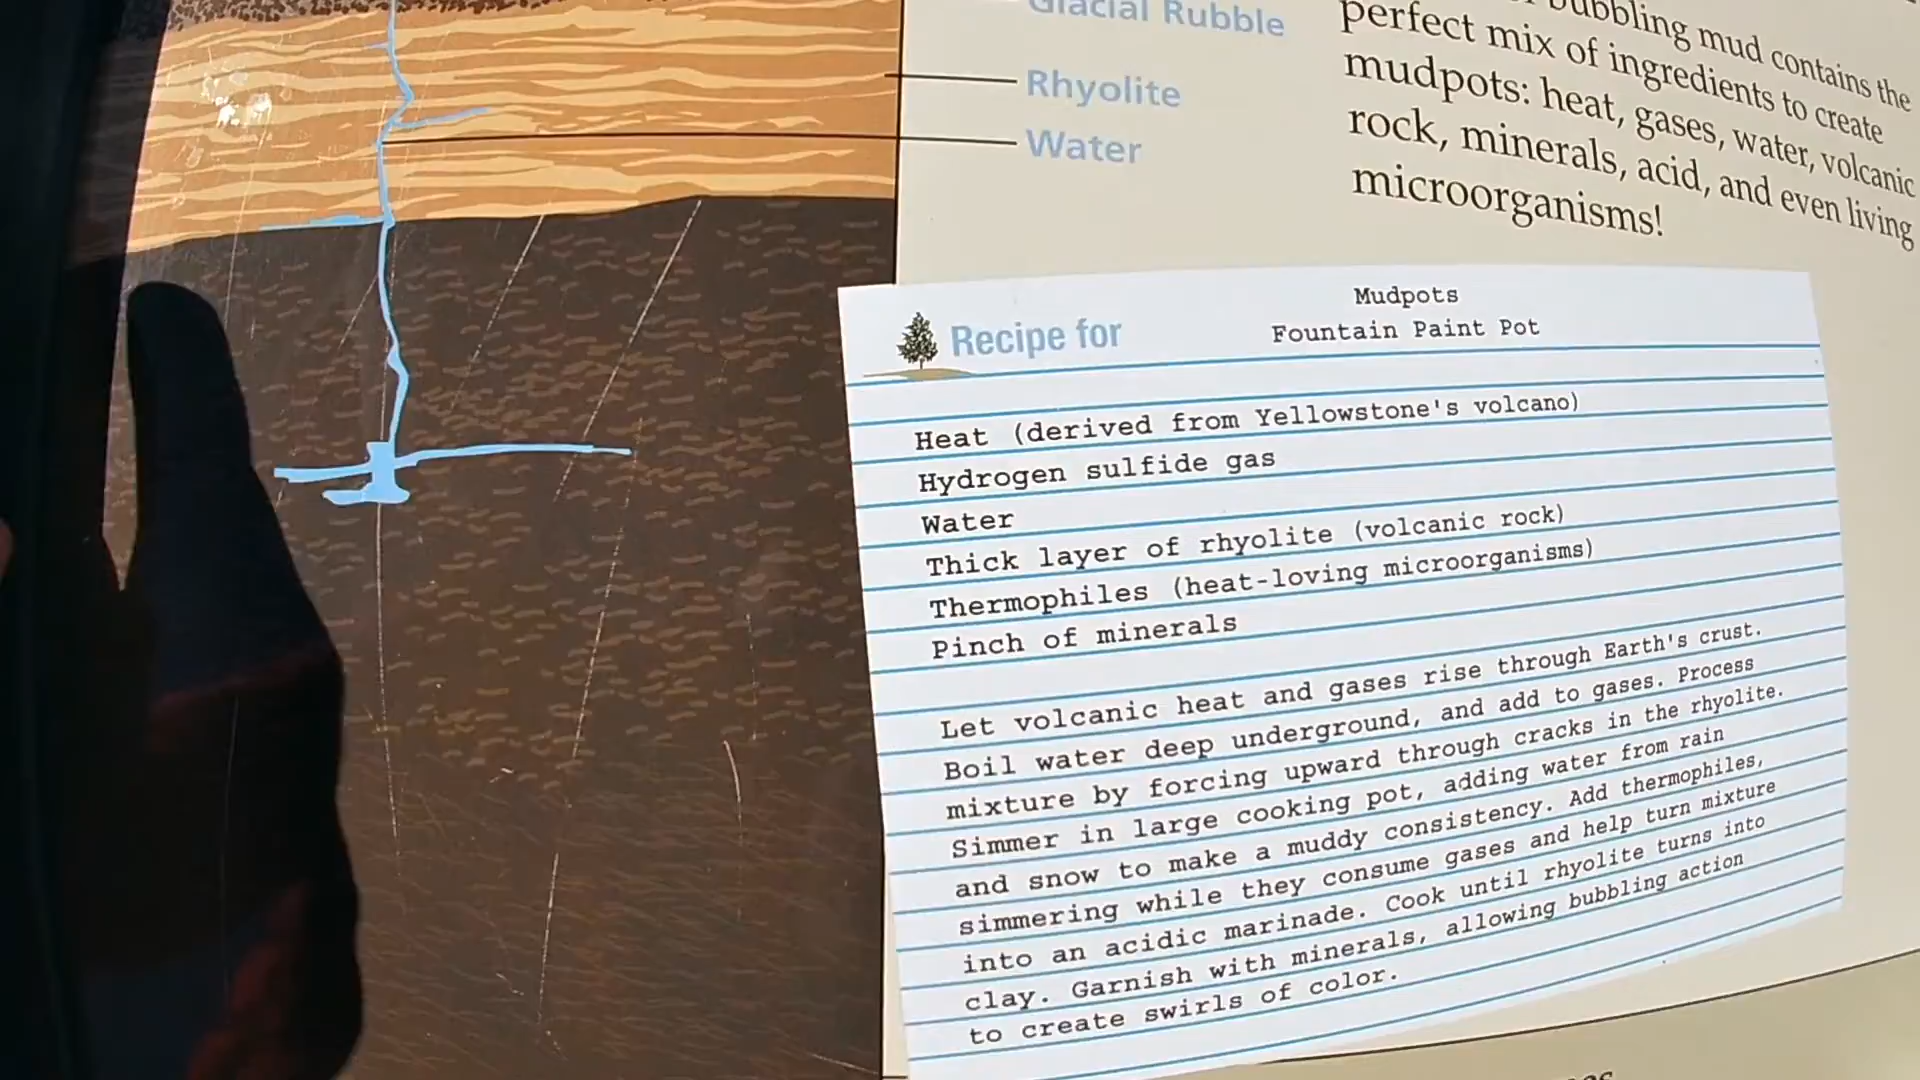 Glacial Rubble
Rhyolite
Water
bubbling mud contains the
perfect mix of ingredients to create
mudpots: heat, gases, water, volcanic
rock, minerals, acid, and even living
microorganisms!
Mudpots
Recipe for
Fountain Paint Pot
Heat (derived from Yellowstone's volcano)
Hydrogen sulfide gas
Water
Thick layer of rhyolite (volcanic rock)
Thermophiles (heat-loving microorganisms)
Pinch of minerals
Let volcanic heat and gases rise through Earth's crust.
Boil water deep underground, and add to gases. Process
mixture by forcing upward through cracks in the rhyolite.
Simmer in large cooking pot, adding water from rain
and snow to make a muddy consistency. Add thermophiles,
simmering while they consume gases and help turn mixture
into an acidic marinade. Cook until rhyolite turns into
clay. Garnish with minerals, allowing bubbling action
to create swirls of color.